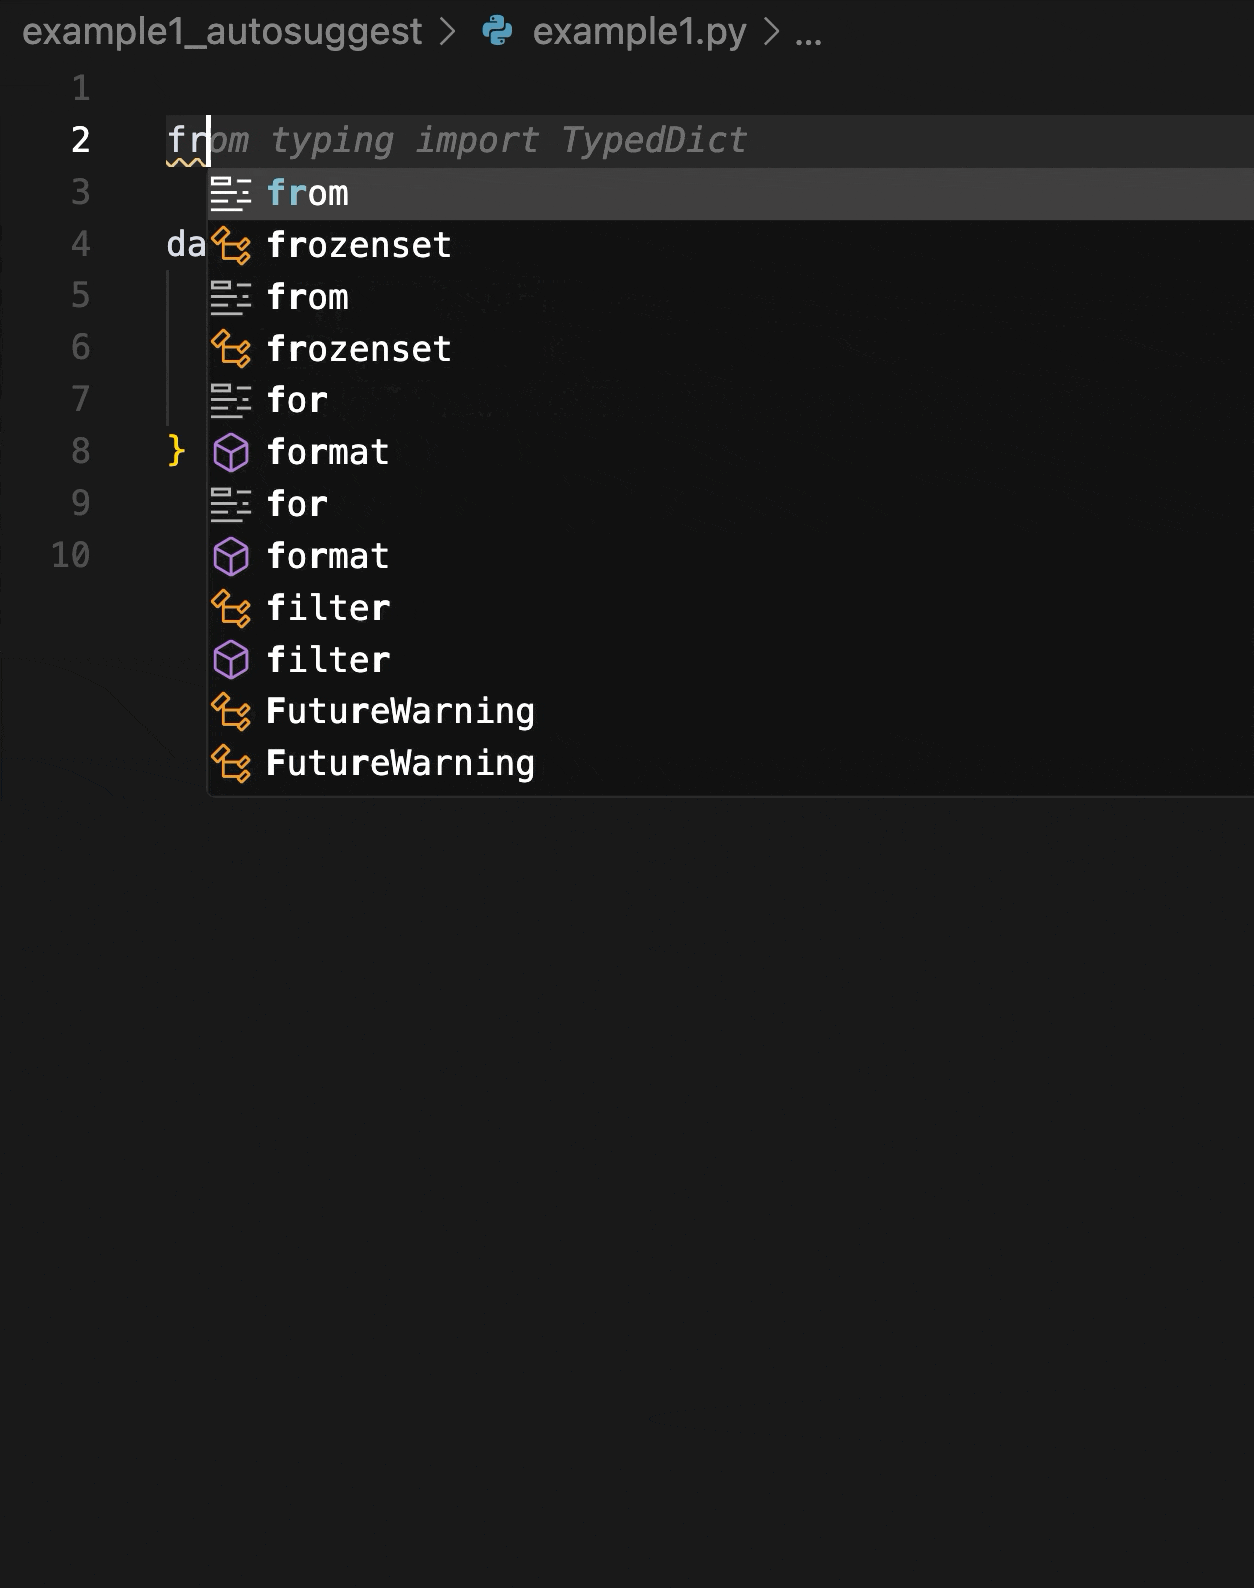 example1_autosuggest > example1.py > ...
1
2 from typing import TypedDict
3 from
4 da frozenset
5 from
6 frozenset
7 for
8 } format
9 for
10 format
filter
filter
FutureWarning
FutureWarning